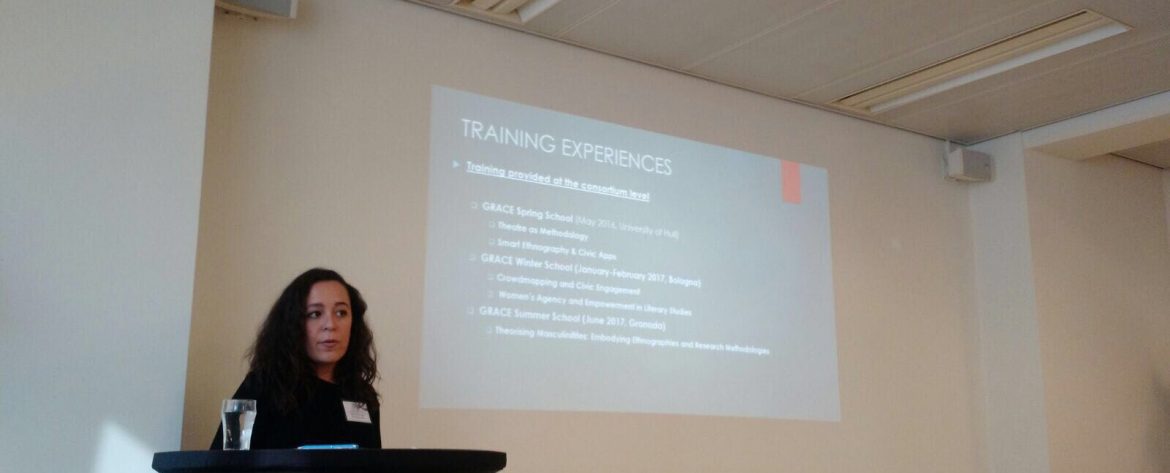 TRAINING EXPERIENCES
Training provided at the consortium level
GRACE Spring School (May 2016, University of Hull)
Theatre as Methodology
Smart Ethnography & Civic Apps
GRACE Winter School (January-February 2017, Bologna)
Crowdmapping and Civic Engagement
Women's Agency and Empowerment in Literary Studies
GRACE Summer School (June 2017, Granada)
Theorising Masculinities: Embodying Ethnographies and Research Methodologies